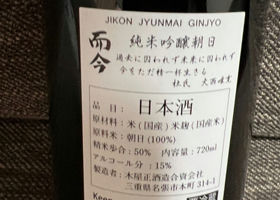 JIKON JYUNMAI GINJYO
而今
純米吟醸朝日
過去に囚われず未来に囚われず
今をただ精一杯生きる
杜氏 大西唯克
品目:日本酒
原材料:米(国産)米麹(国産米)
原料米:朝日(100%)
精米歩合:50% 内容量:720ml
アルコール分:15%
製造者:木屋正酒造合資会社
三重県名張市本町314-1
Keep
要冷蔵